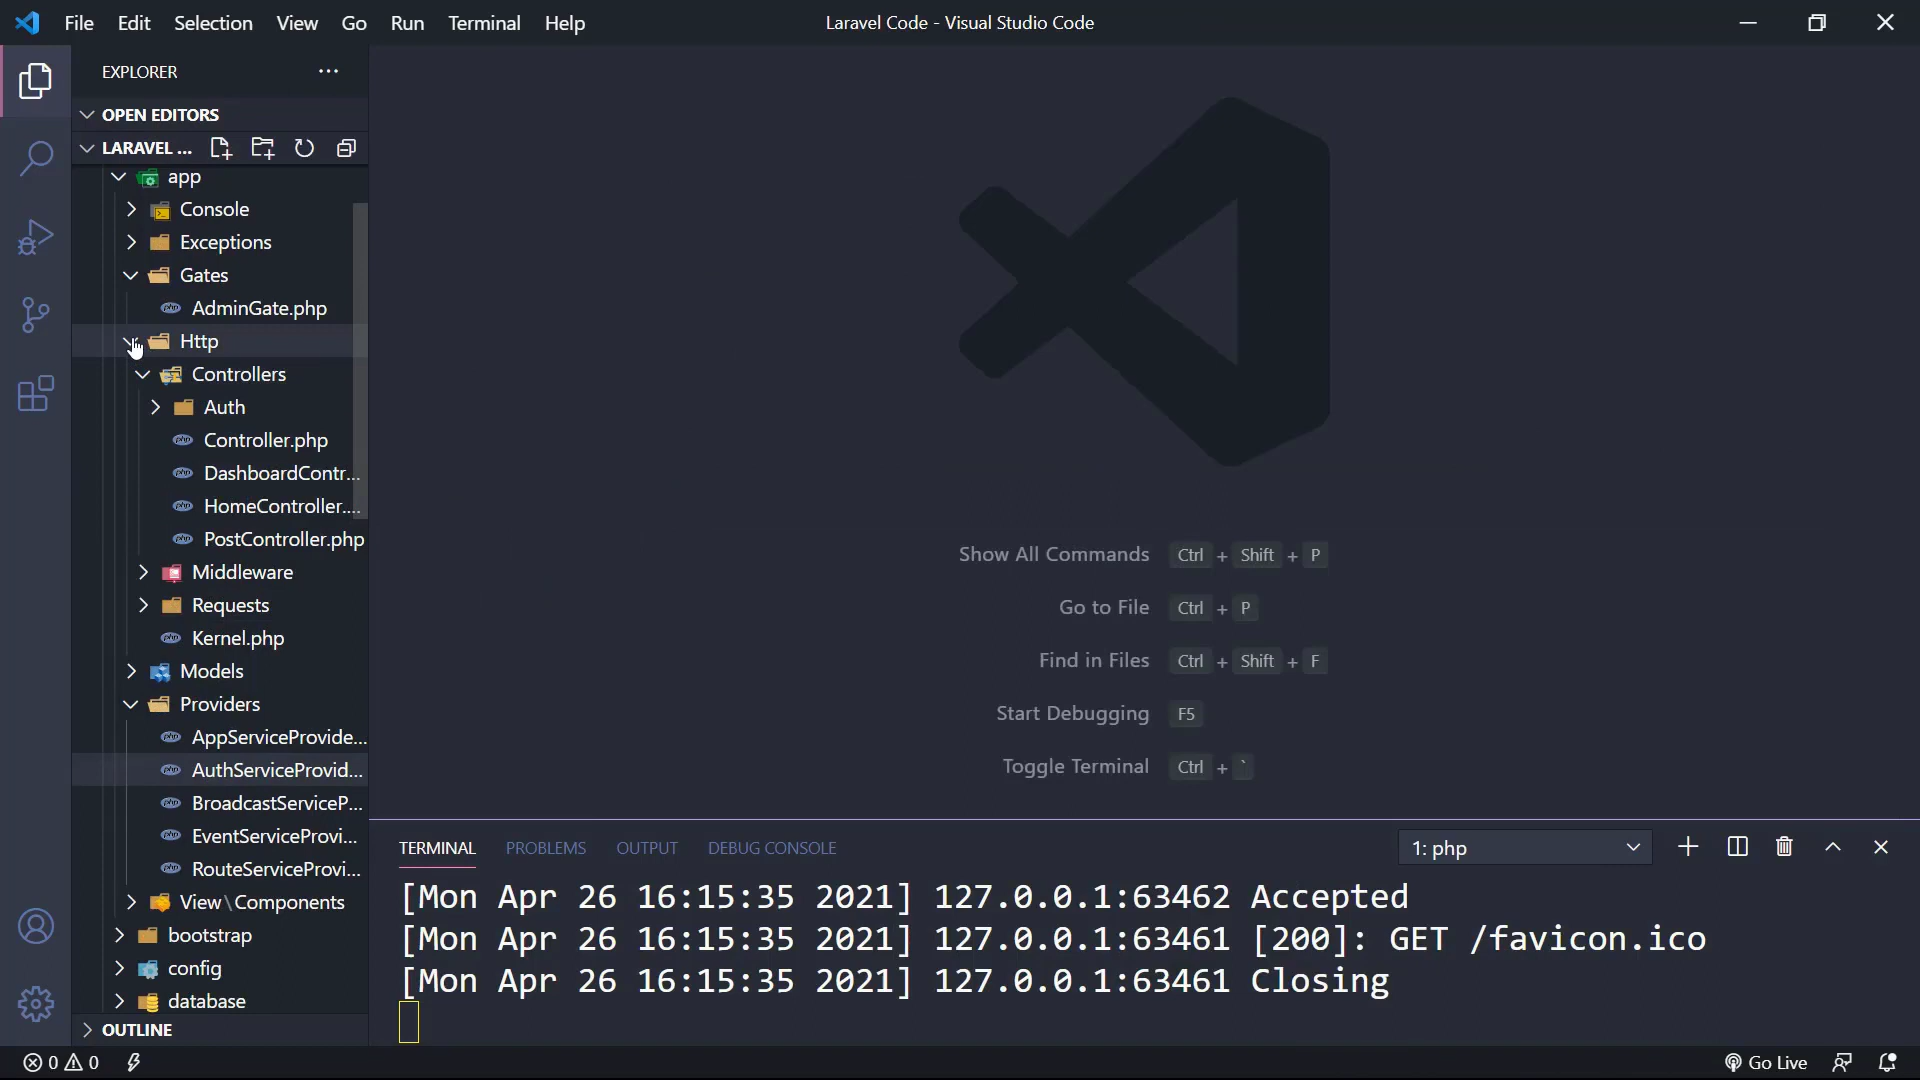 File Edit Selection View Go Run Terminal Help
Laravel Code - Visual Studio Code
EXPLORER
OPEN EDITORS
LARAVEL ...
app
Console
Exceptions
Gates
AdminGate.php
Http
Controllers
Auth
Controller.php
DashboardContr...
HomeController....
PostController.php
Middleware
Requests
Kernel.php
Models
Providers
AppServiceProvide...
AuthServiceProvid...
BroadcastServiceP...
EventServiceProvi...
RouteServiceProvi...
View\Components
bootstrap
config
database
OUTLINE
Show All Commands Ctrl + Shift + P
Go to File Ctrl + P
Find in Files Ctrl + Shift + F
Start Debugging F5
Toggle Terminal Ctrl + `
TERMINAL PROBLEMS OUTPUT DEBUG CONSOLE 1: php
[Mon Apr 26 16:15:35 2021] 127.0.0.1:63462 Accepted
[Mon Apr 26 16:15:35 2021] 127.0.0.1:63461 [200]: GET /favicon.ico
[Mon Apr 26 16:15:35 2021] 127.0.0.1:63461 Closing
0 0 Go Live